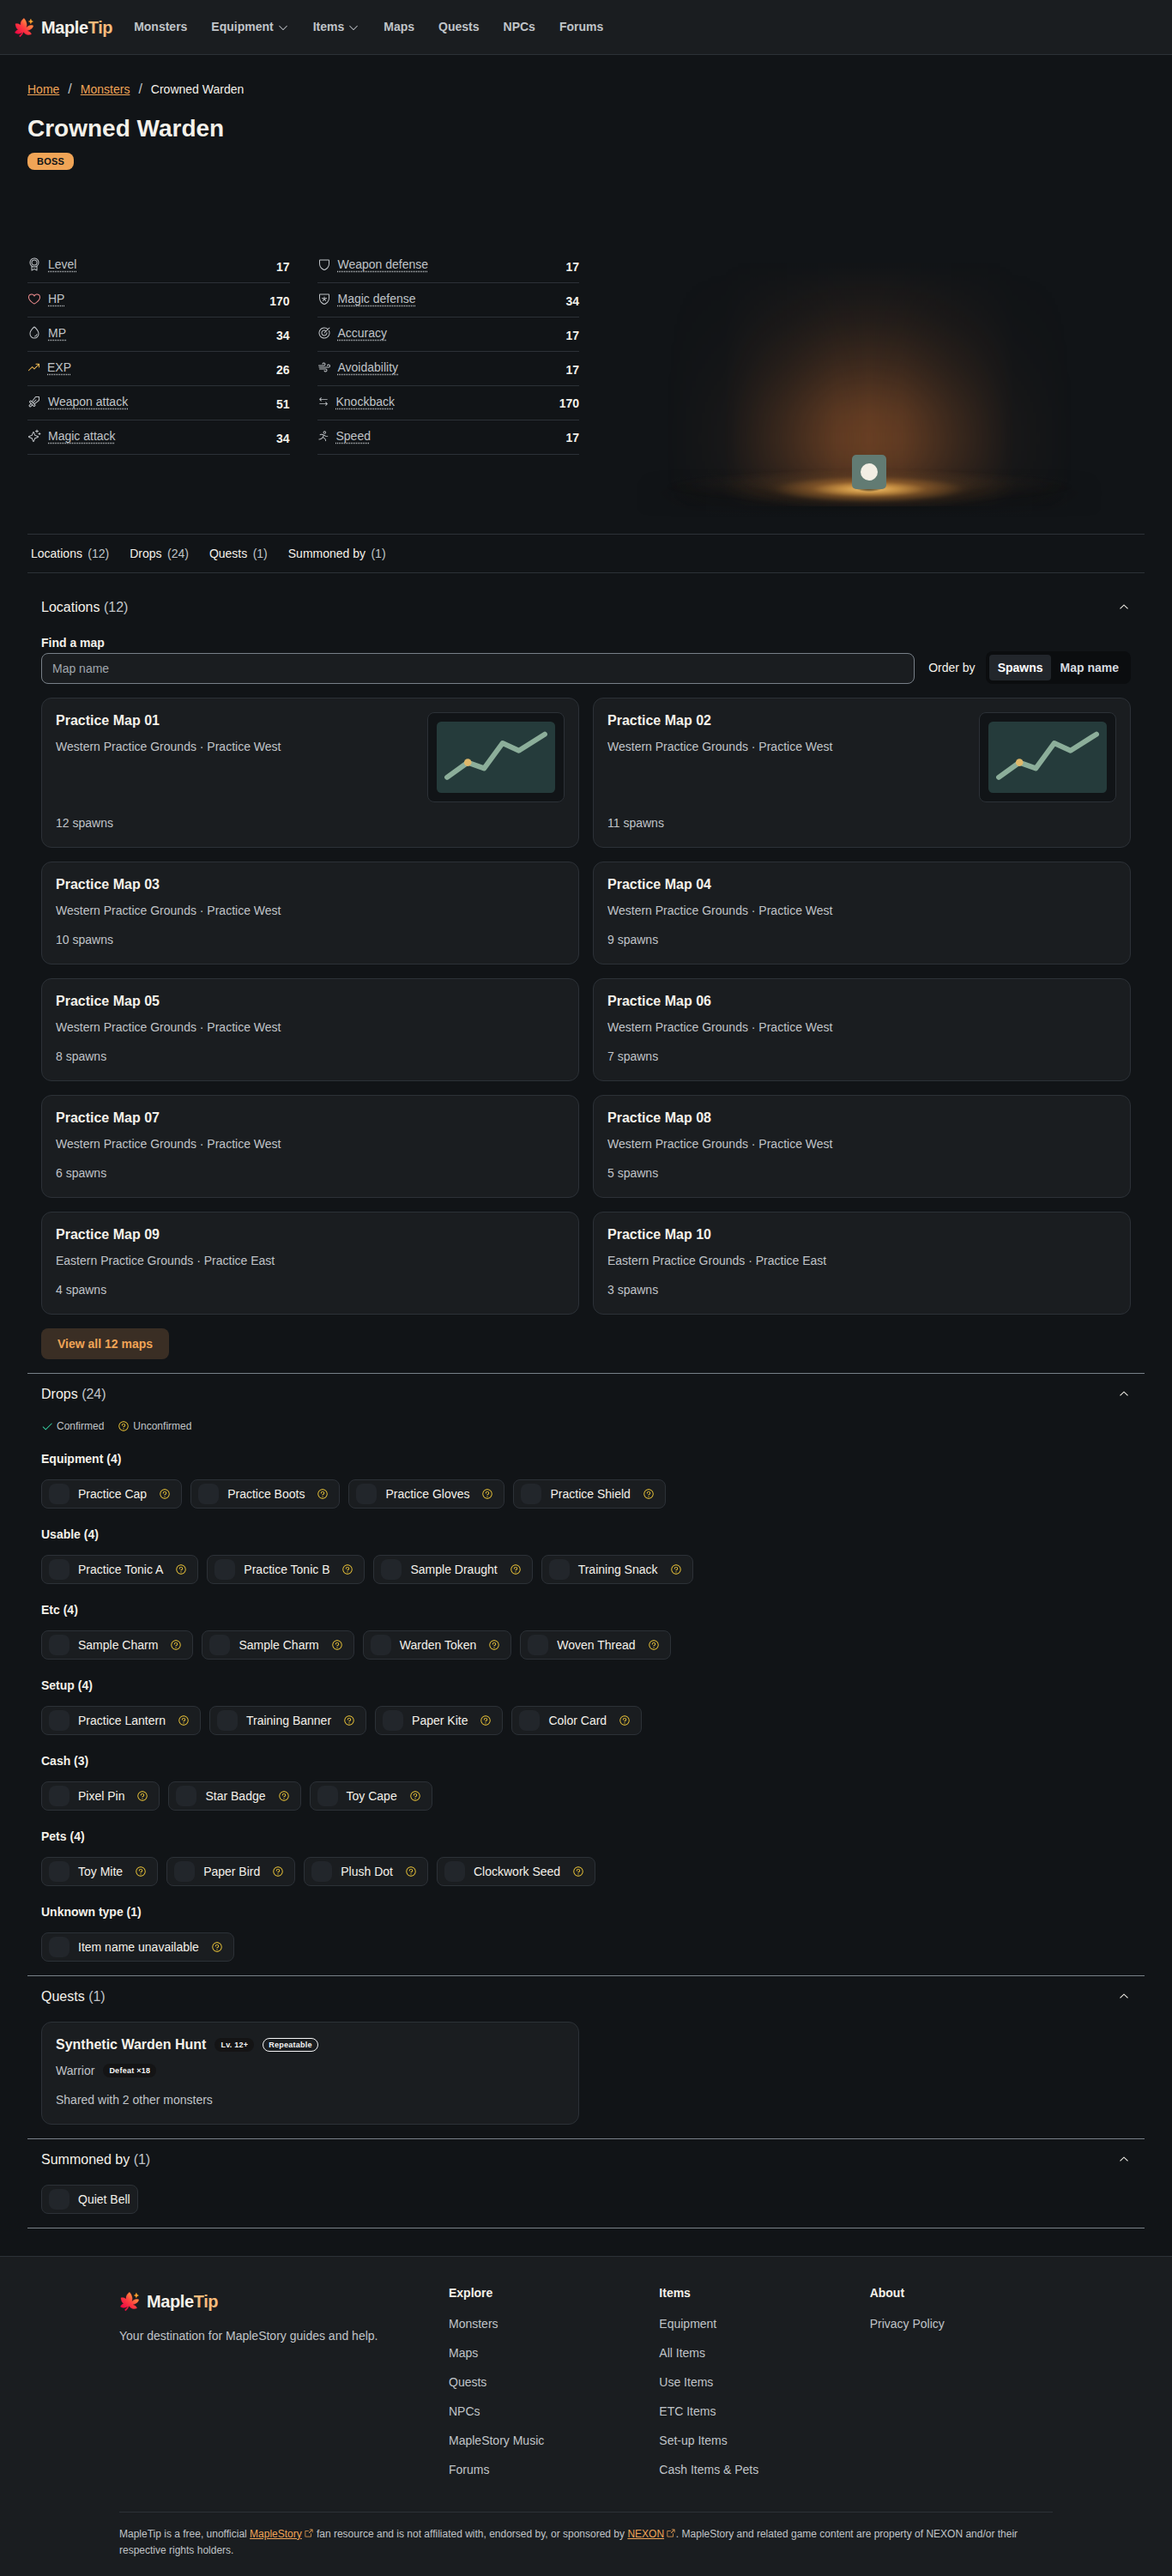 MapleTip Monsters Equipment Items Maps Quests NPCs Forums
Home / Monsters / Crowned Warden
Crowned Warden
BOSS
Level 17 Weapon defense 17
HP 170 Magic defense 34
MP 34 Accuracy 17
EXP 26 Avoidability 17
Weapon attack 51 Knockback 170
Magic attack 34 Speed 17
Locations (12) Drops (24) Quests (1) Summoned by (1)
Locations (12)
Find a map
Map name Order by Spawns Map name
Practice Map 01 Practice Map 02
Western Practice Grounds · Practice West Western Practice Grounds · Practice West
12 spawns 11 spawns
Practice Map 03 Practice Map 04
Western Practice Grounds · Practice West Western Practice Grounds · Practice West
10 spawns 9 spawns
Practice Map 05 Practice Map 06
Western Practice Grounds · Practice West Western Practice Grounds · Practice West
8 spawns 7 spawns
Practice Map 07 Practice Map 08
Western Practice Grounds · Practice West Western Practice Grounds · Practice West
6 spawns 5 spawns
Practice Map 09 Practice Map 10
Eastern Practice Grounds · Practice East Eastern Practice Grounds · Practice East
4 spawns 3 spawns
View all 12 maps
Drops (24)
Confirmed Unconfirmed
Equipment (4)
Practice Cap Practice Boots Practice Gloves Practice Shield
Usable (4)
Practice Tonic A Practice Tonic B Sample Draught Training Snack
Etc (4)
Sample Charm Sample Charm Warden Token Woven Thread
Setup (4)
Practice Lantern Training Banner Paper Kite Color Card
Cash (3)
Pixel Pin Star Badge Toy Cape
Pets (4)
Toy Mite Paper Bird Plush Dot Clockwork Seed
Unknown type (1)
Item name unavailable
Quests (1)
Synthetic Warden Hunt Lv. 12+ Repeatable
Warrior Defeat ×18
Shared with 2 other monsters
Summoned by (1)
Quiet Bell
MapleTip
Your destination for MapleStory guides and help.
Explore
Monsters
Maps
Quests
NPCs
MapleStory Music
Forums
Items
Equipment
All Items
Use Items
ETC Items
Set-up Items
Cash Items & Pets
About
Privacy Policy
MapleTip is a free, unofficial MapleStory fan resource and is not affiliated with, endorsed by, or sponsored by NEXON. MapleStory and related game content are property of NEXON and/or their
respective rights holders.